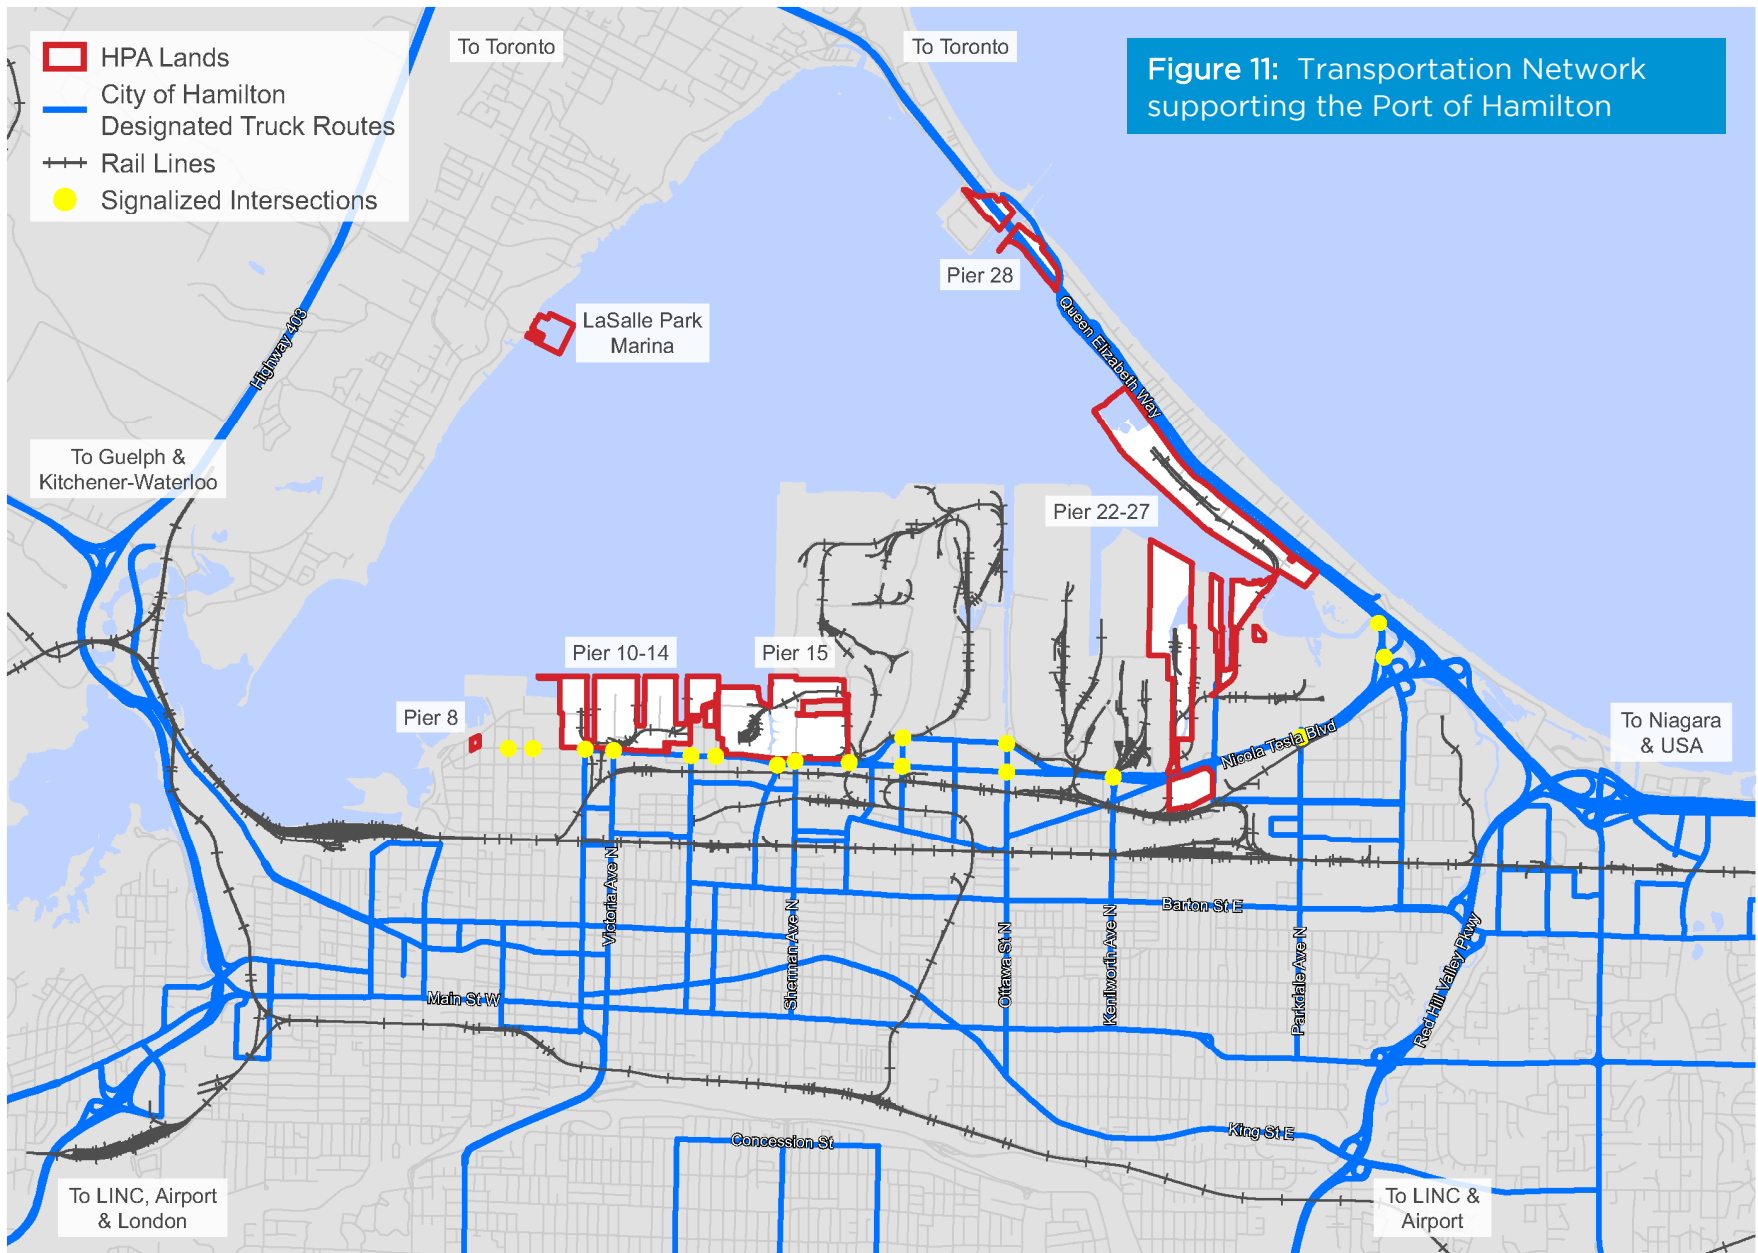 HPA Lands
City of Hamilton
Designated Truck Routes
Rail Lines
Signalized Intersections
To Toronto
To Toronto
Figure 11: Transportation Network
supporting the Port of Hamilton
Pier 28
Queen Elizabeth Way
LaSalle Park
Marina
Highway 403
To Guelph &
Kitchener-Waterloo
Pier 22-27
Pier 10-14
Pier 15
Pier 8
To Niagara
& USA
Nicola Tesla Blvd
Victoria Ave N
Sherman Ave N
Ottawa St N
Kenilworth Ave N
Barton St E
Parkdale Ave N
Red Hill Valley Pkwy
Main St W
Concession St
King St E
To LINC, Airport
& London
To LINC &
Airport